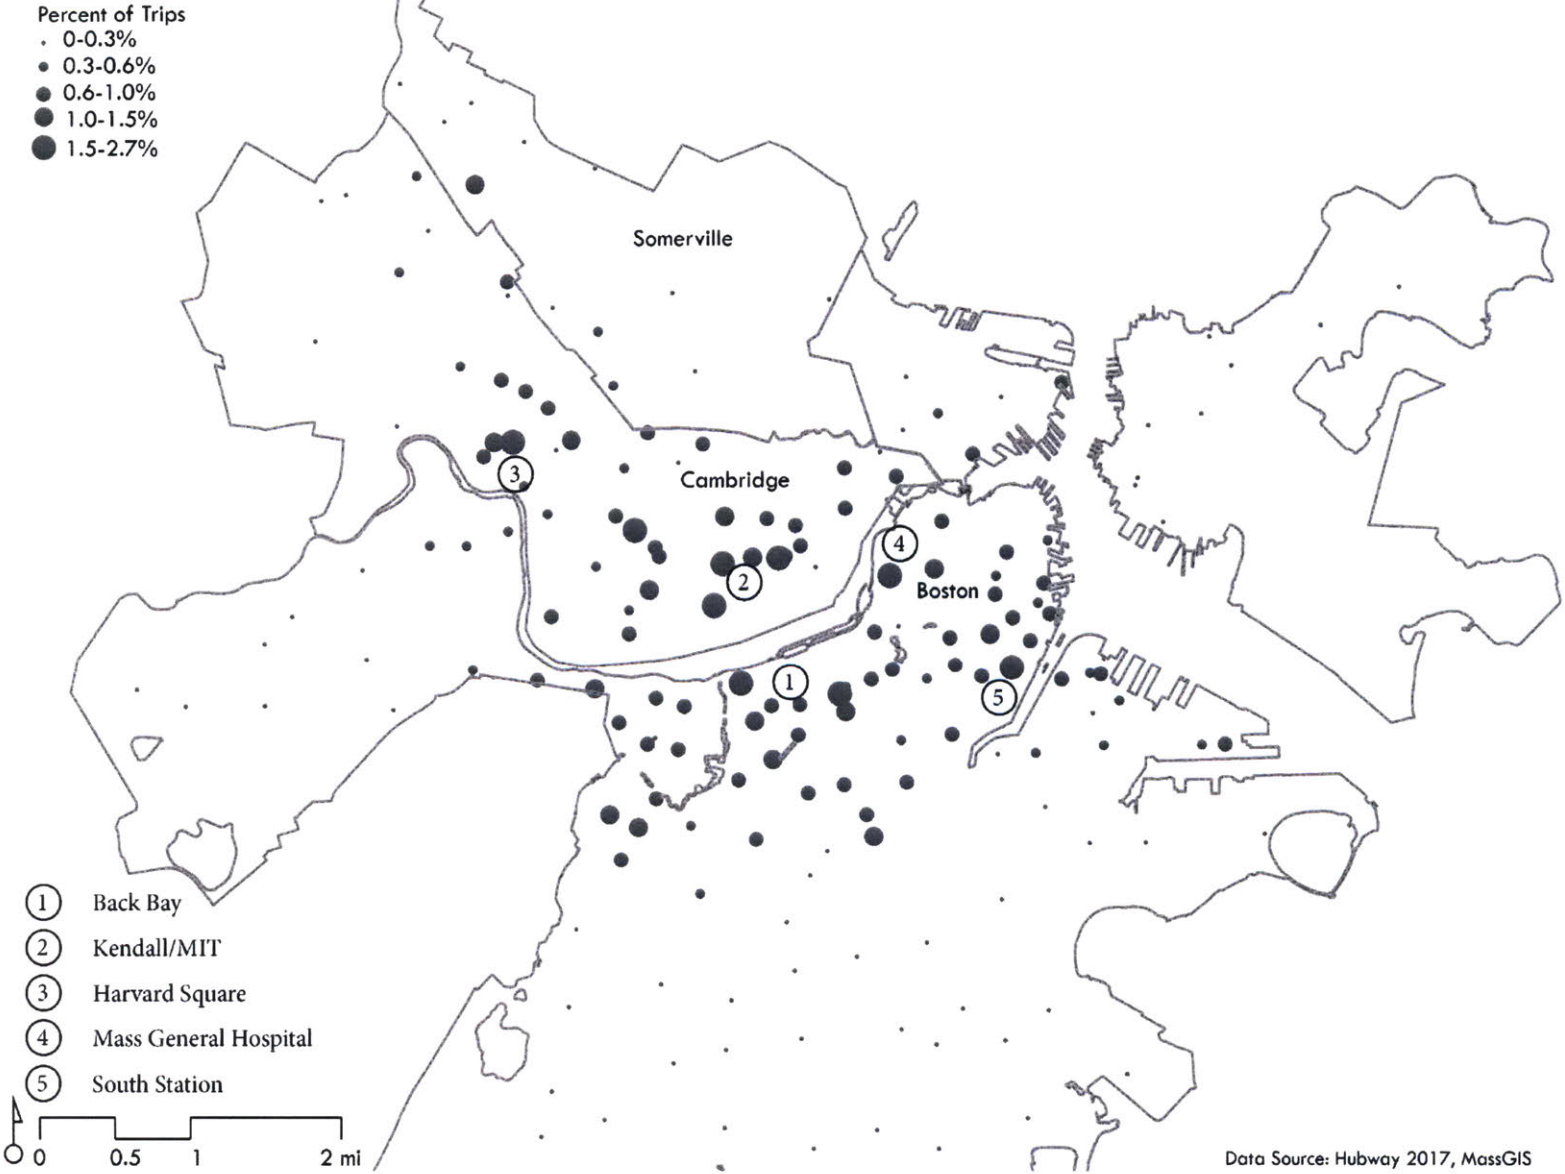 Percent of Trips
0-0.3%
0.3-0.6%
0.6-1.0%
1.0-1.5%
1.5-2.7%
Somerville
Cambridge
3
2
4
Boston
1
5
1 Back Bay
2 Kendall/MIT
3 Harvard Square
4 Mass General Hospital
5 South Station
0 0.5 1 2 mi
Data Source: Hubway 2017, MassGIS